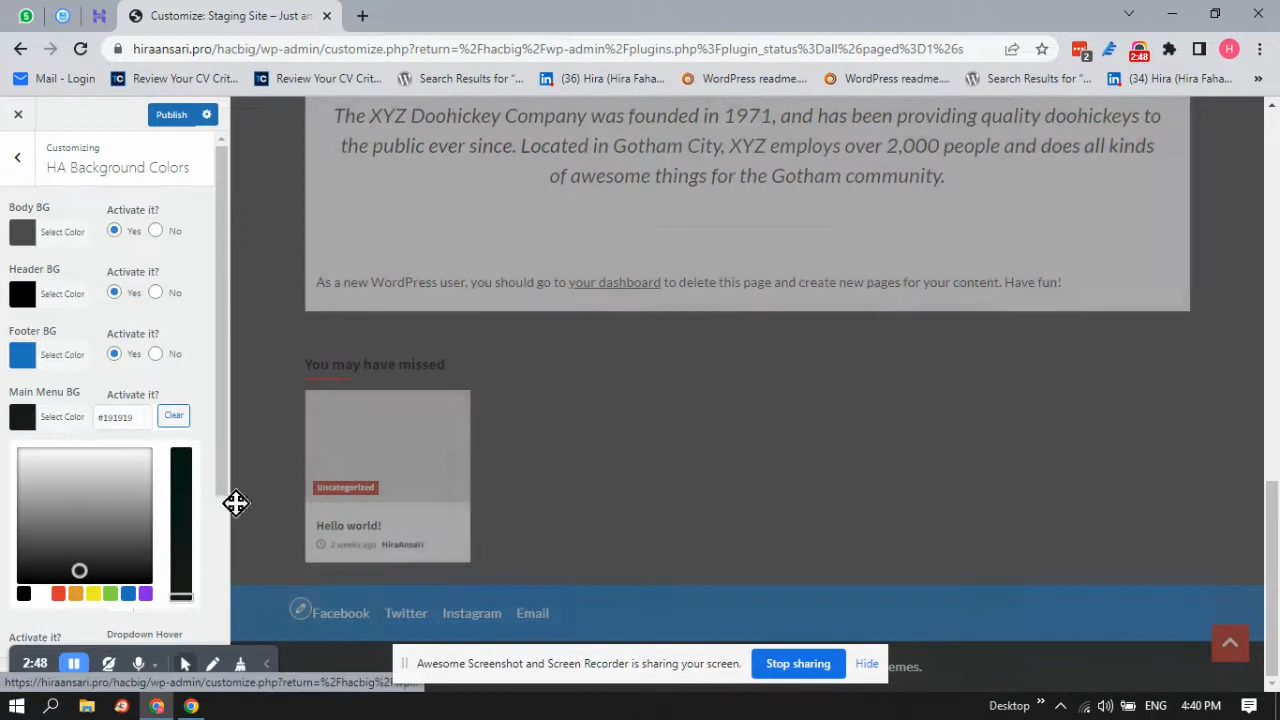 Customize: Staging Site – Just an
hiraansari.pro/hacbig/wp-admin/customize.php?return=%2Fhacbig%2Fwp-admin%2Fplugins.php%3Fplugin_status%3Dall%26paged%3D1%26s
2
2:48
H
Mail - Login
Review Your CV Crit...
Review Your CV Crit...
Search Results for “...
(36) Hira (Hira Faha...
WordPress readme....
WordPress readme....
Search Results for “...
(34) Hira (Hira Faha...
Publish
Customizing
HA Background Colors
Body BG
Activate it?
Select Color
Yes
No
Header BG
Activate it?
Select Color
Yes
No
Footer BG
Activate it?
Select Color
Yes
No
Main Menu BG
Activate it?
Select Color
#191919
Clear
Activate it?
Dropdown Hover
The XYZ Doohickey Company was founded in 1971, and has been providing quality doohickeys to
the public ever since. Located in Gotham City, XYZ employs over 2,000 people and does all kinds
of awesome things for the Gotham community.
As a new WordPress user, you should go to your dashboard to delete this page and create new pages for your content. Have fun!
You may have missed
Uncategorized
Hello world!
2 weeks ago HiraAnsari
Facebook
Twitter
Instagram
Email
2:48
Awesome Screenshot and Screen Recorder is sharing your screen.
Stop sharing
Hide
emes.
https://hiraansari.pro/hacbig/wp-admin/customize.php?return=%2Fhacbig%2Fwp...
Desktop
ENG
4:40 PM